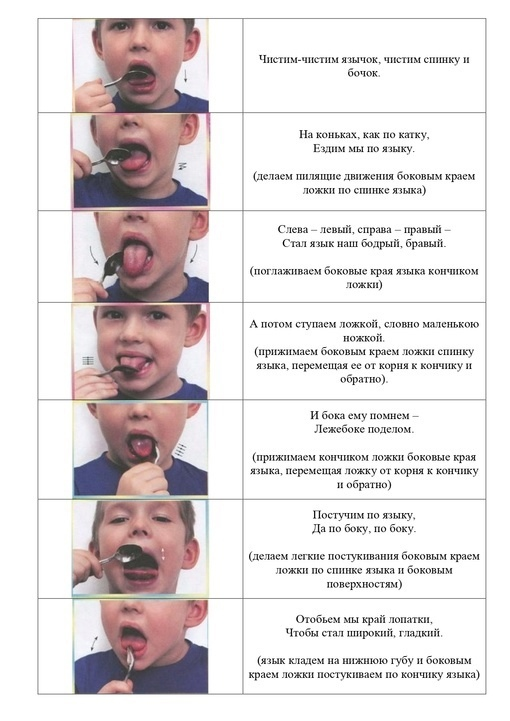 Чистим-чистим язычок, чистим спинку и
бочок.
На коньках, как по катку,
Ездим мы по языку.
(делаем пилящие движения боковым краем
ложки по спинке языка)
Слева – левый, справа – правый –
Стал язык наш бодрый, бравый.
(поглаживаем боковые края языка кончиком
ложки)
А потом ступаем ложкой, словно маленькою
ножкой.
(прижимаем боковым краем ложки спинку
языка, перемещая ее от корня к кончику и
обратно).
И бока ему помнем –
Лежебоке поделом.
(прижимаем кончиком ложки боковые края
языка, перемещая ложку от корня к кончику
и обратно)
Постучим по языку,
Да по боку, по боку.
(делаем легкие постукивания боковым краем
ложки по спинке языка и боковым
поверхностям)
Отобьем мы край лопатки,
Чтобы стал широкий, гладкий.
(язык кладем на нижнюю губу и боковым
краем ложки постукиваем по кончику языка)